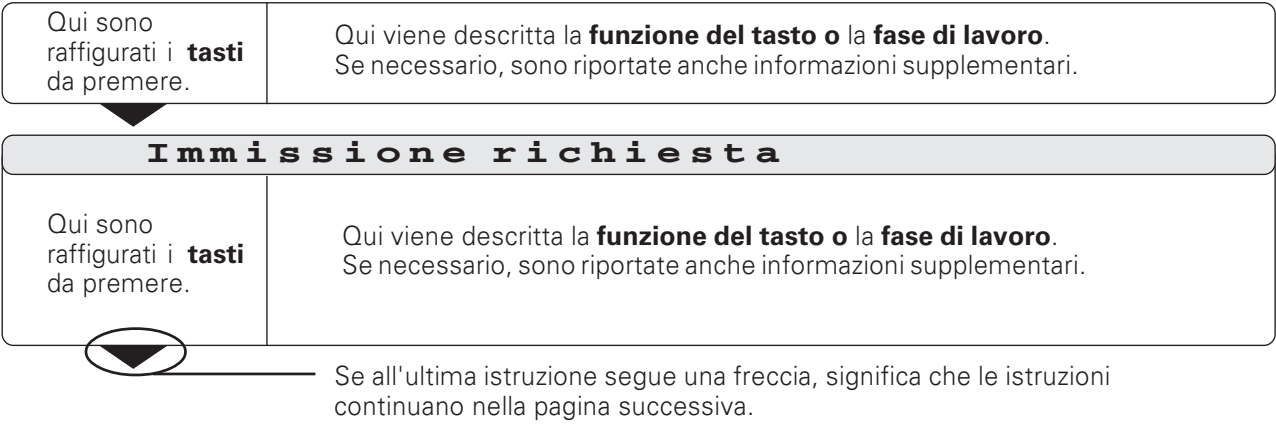 Qui sono
raffigurati i tasti
da premere.
Qui viene descritta la funzione del tasto o la fase di lavoro.
Se necessario, sono riportate anche informazioni supplementari.
Immissione richiesta
Qui sono
raffigurati i tasti
da premere.
Qui viene descritta la funzione del tasto o la fase di lavoro.
Se necessario, sono riportate anche informazioni supplementari.
Se all'ultima istruzione segue una freccia, significa che le istruzioni
continuano nella pagina successiva.